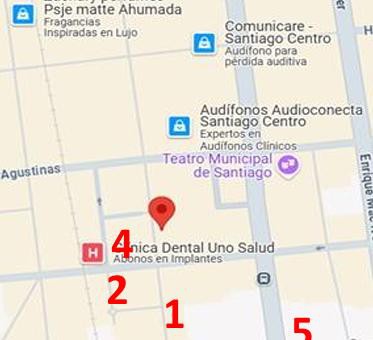 Psje matte Ahumada
Fragancias
Inspiradas en Lujo
Comunicare -
Santiago Centro
Audífono para
pérdida auditiva
H
Audífonos Audioconecta
Santiago Centro
Expertos en
Audífonos Clínicos
Agustinas
Teatro Municipal
de Santiago
Enrique Mac
4
H
Clínica Dental Uno Salud
Abonos en Implantes
2
1
5